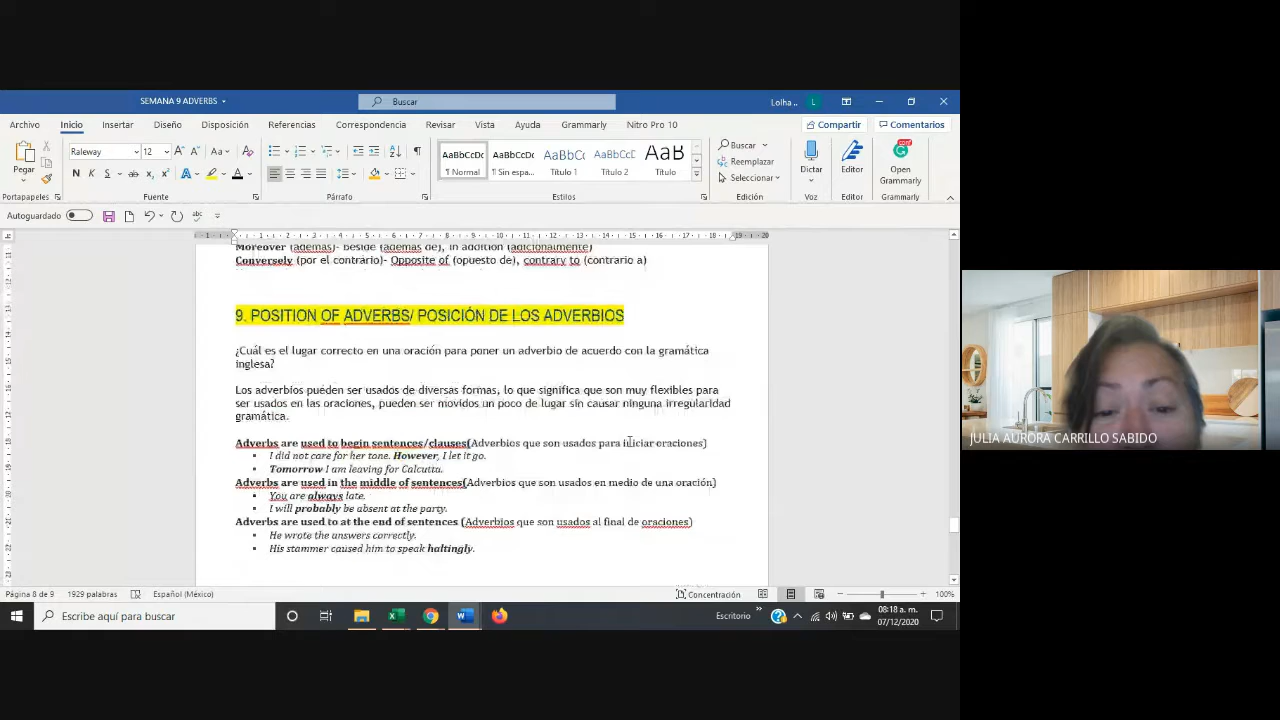 SEMANA 9 ADVERBS
Buscar
Lolha ..
Archivo Inicio Insertar Diseño Disposición Referencias Correspondencia Revisar Vista Ayuda Grammarly Nitro Pro 10 Compartir Comentarios
Pegar
Raleway 12
N K S
AaBbCcDc AaBbCcDc AaBbCcD AaBbCcD AaB
¶ Normal ¶ Sin espa... Título 1 Título 2 Título
Buscar
Reemplazar
Seleccionar
Dictar Editor Open Grammarly
Portapapeles Fuente Párrafo Estilos Edición Voz Editor Grammarly
Autoguardado
Moreover (además)- beside (además de), in addition (adicionalmente)
Conversely (por el contrario)- Opposite of (opuesto de), contrary to (contrario a)
9. POSITION OF ADVERBS/ POSICIÓN DE LOS ADVERBIOS
¿Cuál es el lugar correcto en una oración para poner un adverbio de acuerdo con la gramática
inglesa?
Los adverbios pueden ser usados de diversas formas, lo que significa que son muy flexibles para
ser usados en las oraciones, pueden ser movidos un poco de lugar sin causar ninguna irregularidad
gramática.
Adverbs are used to begin sentences/clauses(Adverbios que son usados para iniciar oraciones)
▪ I did not care for her tone. However, I let it go.
▪ Tomorrow I am leaving for Calcutta.
Adverbs are used in the middle of sentences(Adverbios que son usados en medio de una oración)
▪ You are always late.
▪ I will probably be absent at the party.
Adverbs are used to at the end of sentences (Adverbios que son usados al final de oraciones)
▪ He wrote the answers correctly.
▪ His stammer caused him to speak haltingly.
JULIA AURORA CARRILLO SABIDO
Página 8 de 9 1929 palabras Español (México) Concentración 100%
Escribe aquí para buscar
Escritorio
08:18 a. m.
07/12/2020